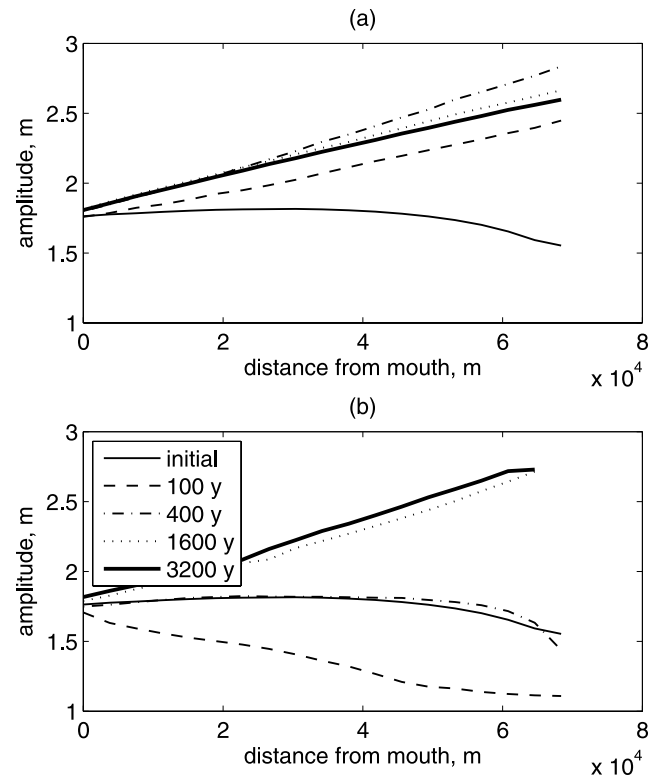 (a)
3
2.5
2
1.5
1
amplitude, m
0
2
4
6
8
distance from mouth, m
x 10^4
(b)
3
2.5
2
1.5
1
amplitude, m
initial
100 y
400 y
1600 y
3200 y
0
2
4
6
8
distance from mouth, m
x 10^4